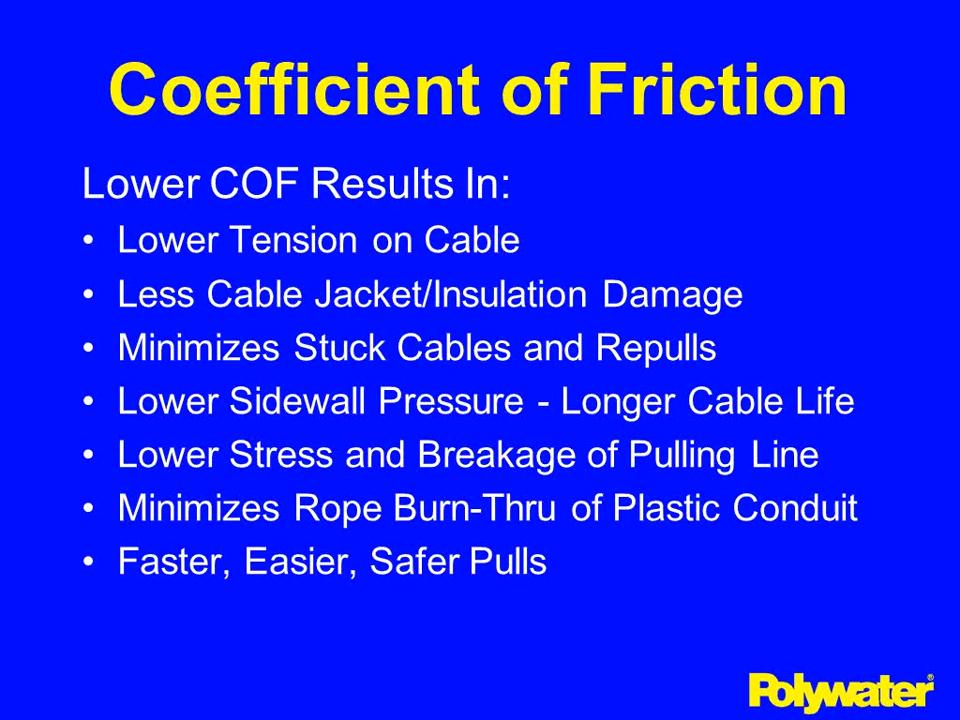 Coefficient of Friction
Lower COF Results In:
• Lower Tension on Cable
• Less Cable Jacket/Insulation Damage
• Minimizes Stuck Cables and Repulls
• Lower Sidewall Pressure - Longer Cable Life
• Lower Stress and Breakage of Pulling Line
• Minimizes Rope Burn-Thru of Plastic Conduit
• Faster, Easier, Safer Pulls
Polywater®